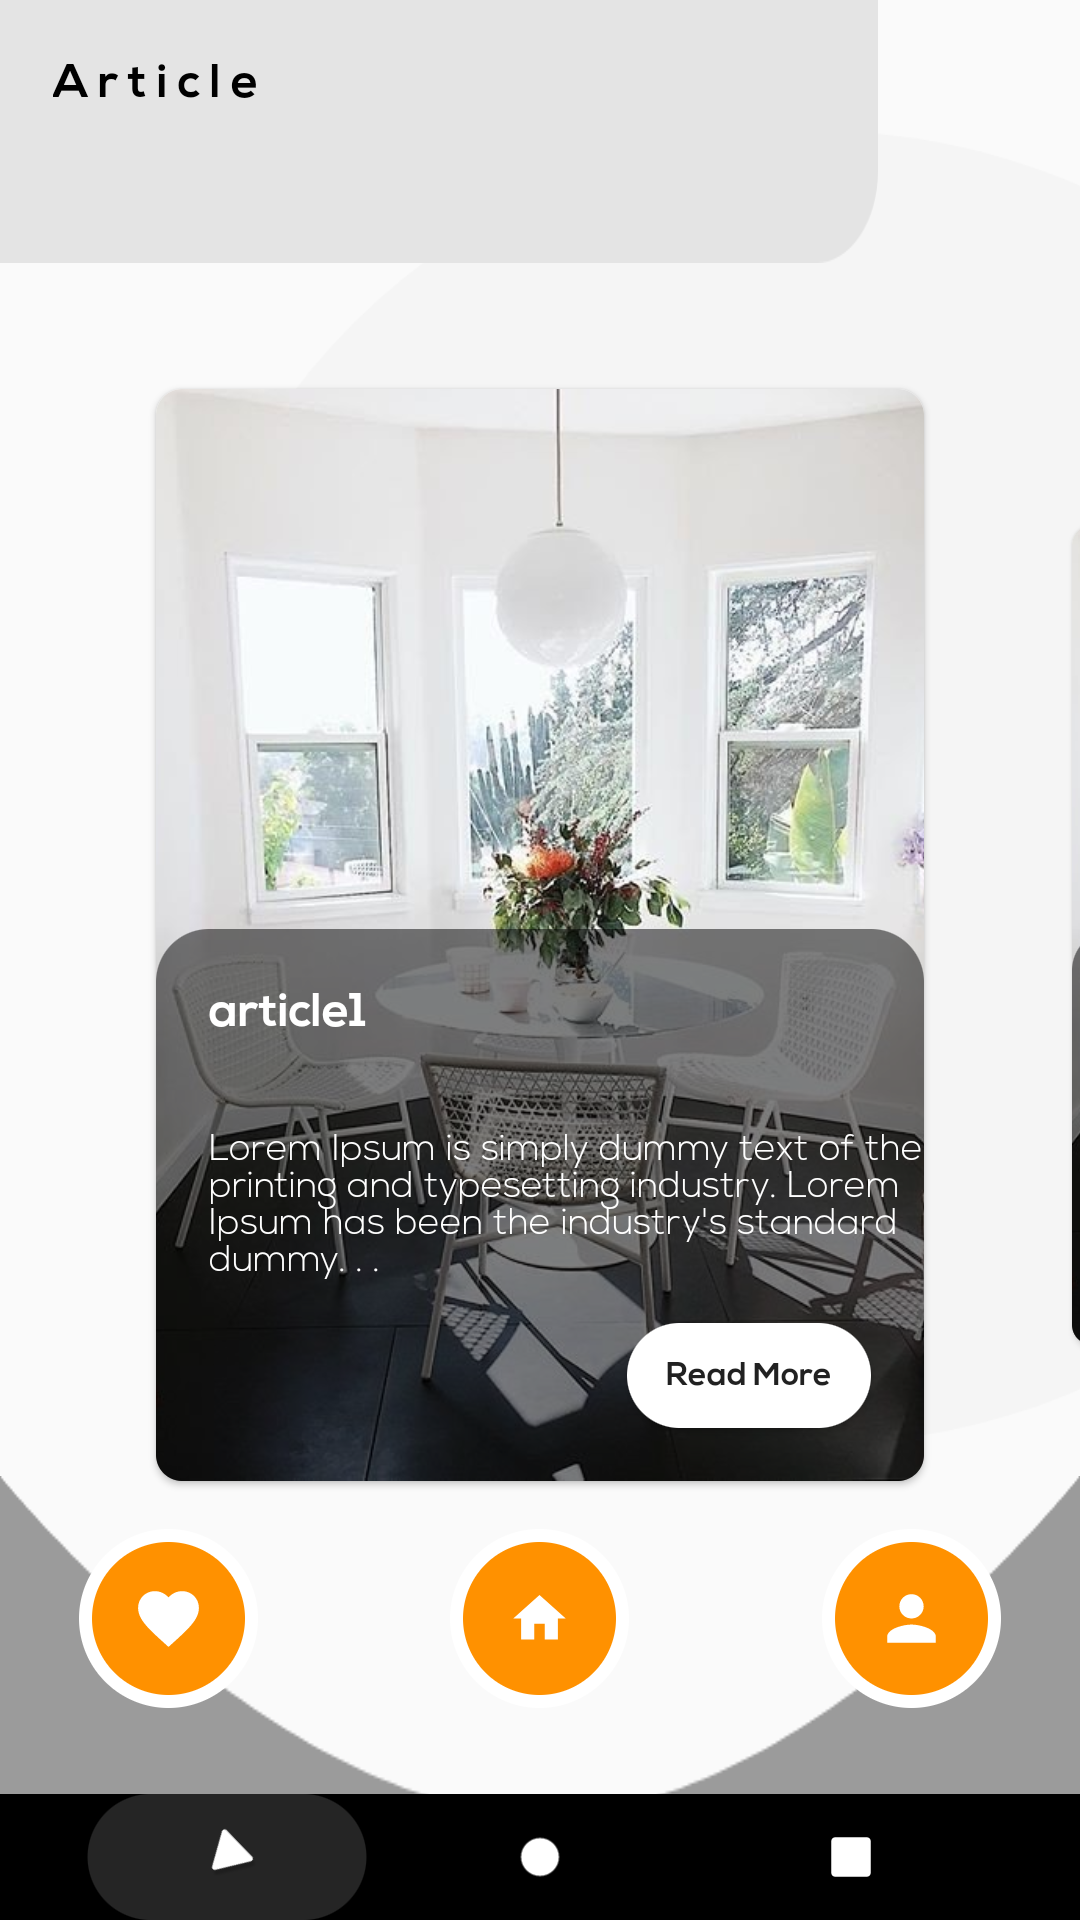 Article
article1
Lorem Ipsum is simply dummy text of the
printing and typesetting industry. Lorem
Ipsum has been the industry's standard
dummy. . .
Read More